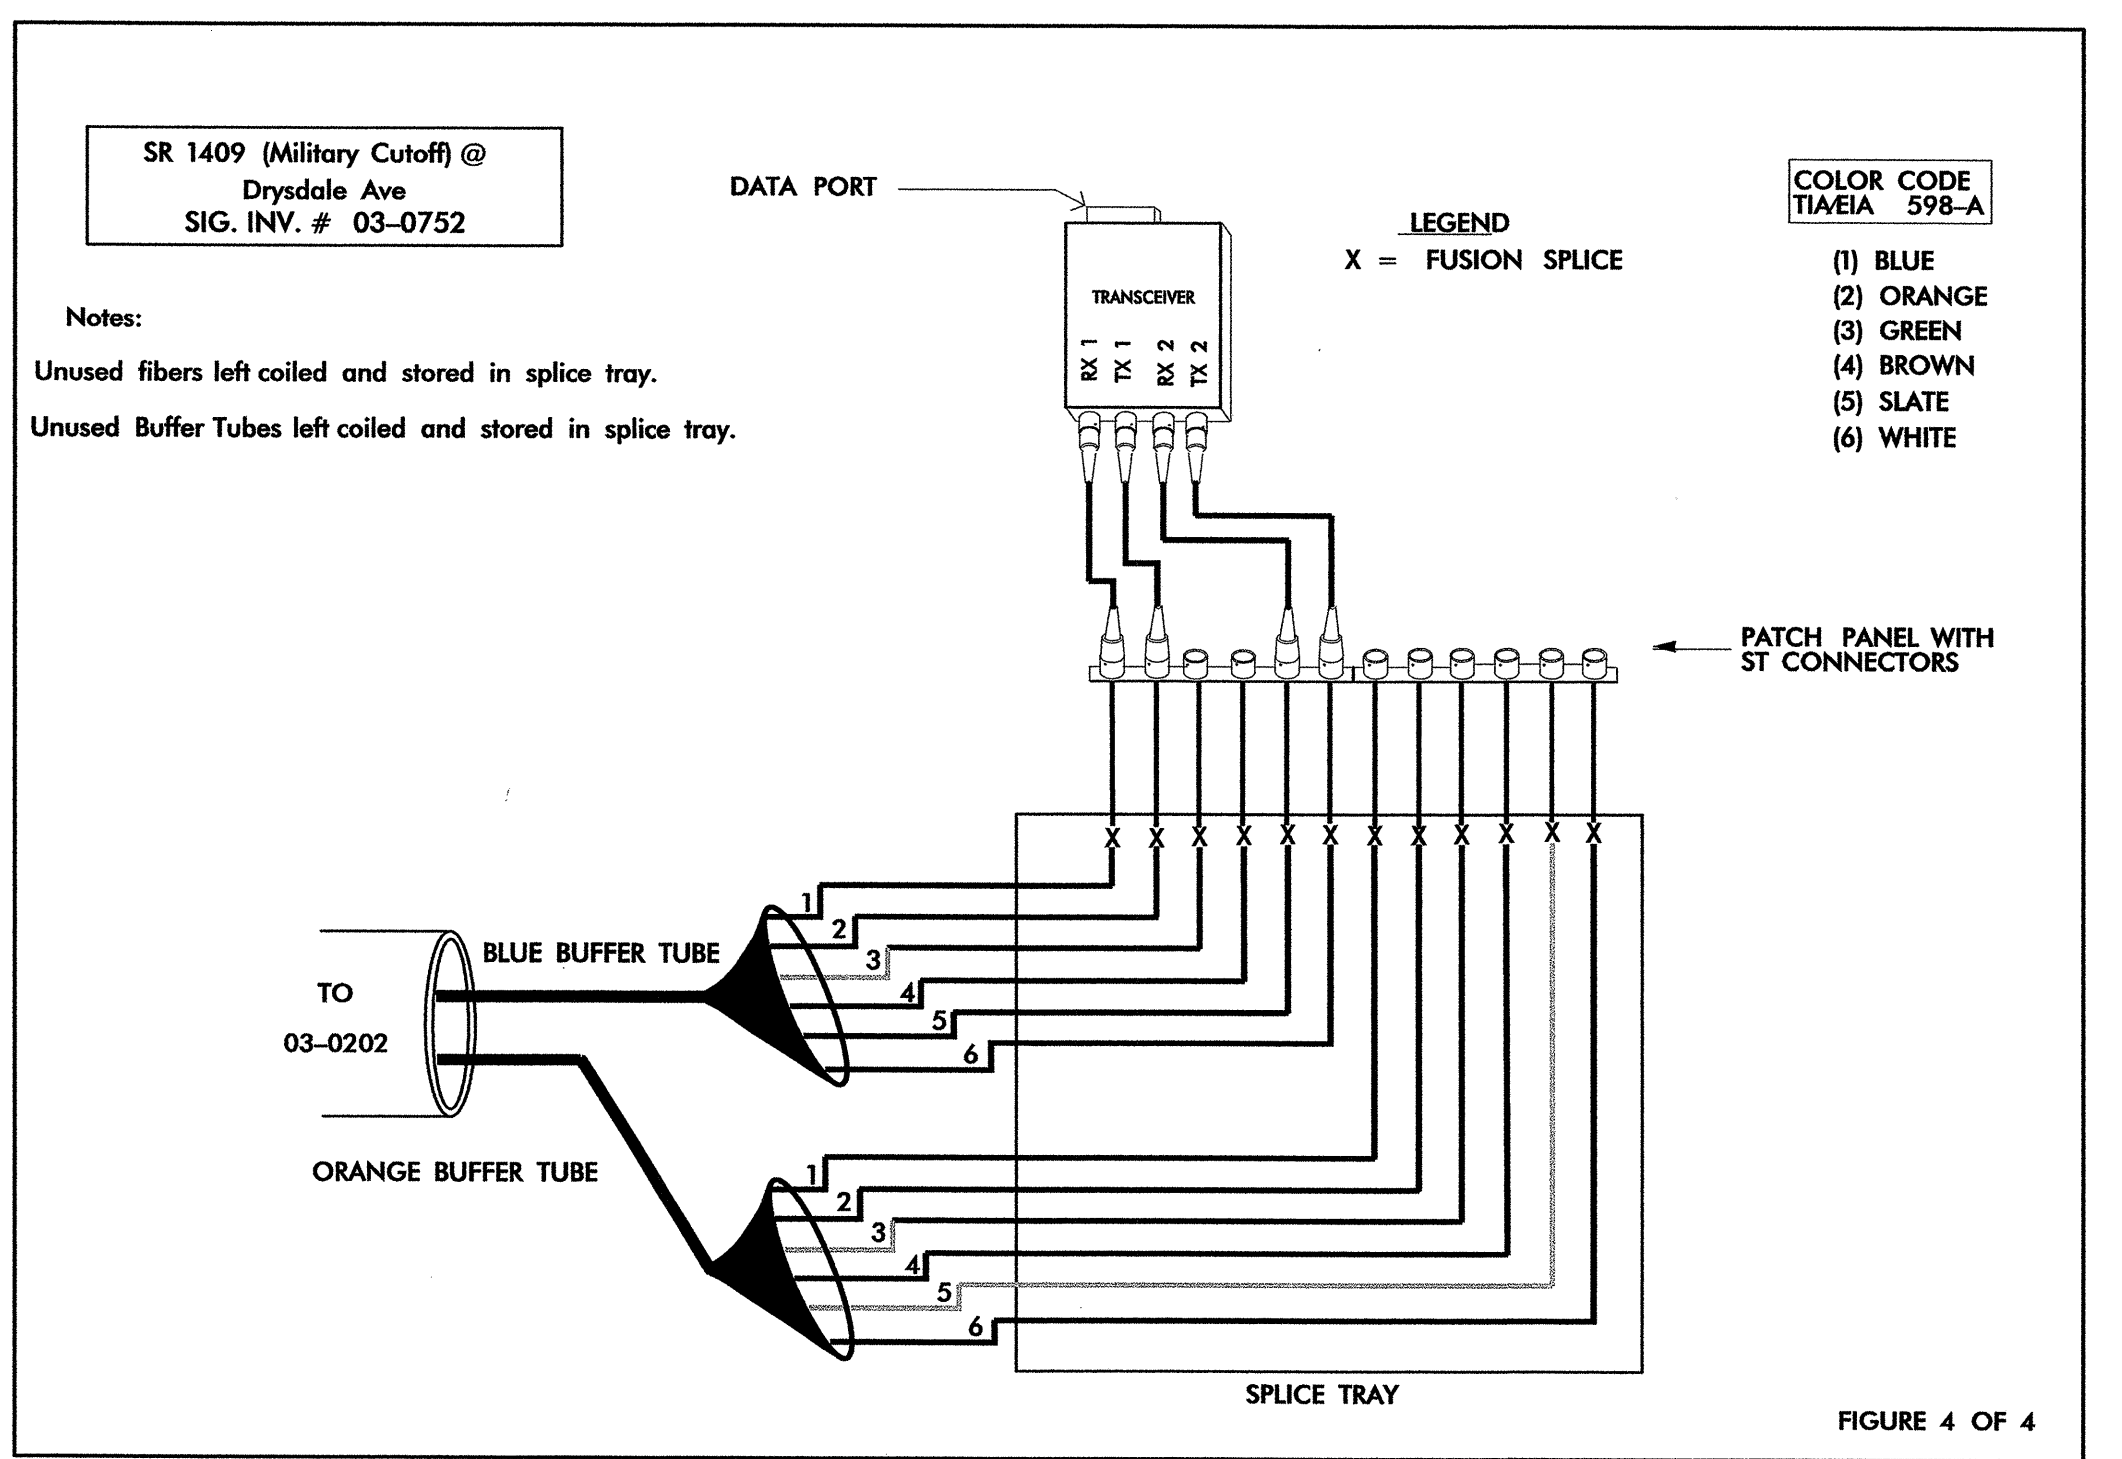 SR 1409 (Military Cutoff) @
Drysdale Ave
SIG. INV. # 03-0752
Notes:
Unused fibers left coiled and stored in splice tray.
Unused Buffer Tubes left coiled and stored in splice tray.
DATA PORT
TRANSCEIVER
RX 1
TX 1
RX 2
TX 2
LEGEND
X = FUSION SPLICE
COLOR CODE
TIA/EIA 598-A
(1) BLUE
(2) ORANGE
(3) GREEN
(4) BROWN
(5) SLATE
(6) WHITE
PATCH PANEL WITH
ST CONNECTORS
X X X X X X X X X X X X
BLUE BUFFER TUBE
1
2
3
4
5
6
TO
03-0202
ORANGE BUFFER TUBE
1
2
3
4
5
6
SPLICE TRAY
FIGURE 4 OF 4